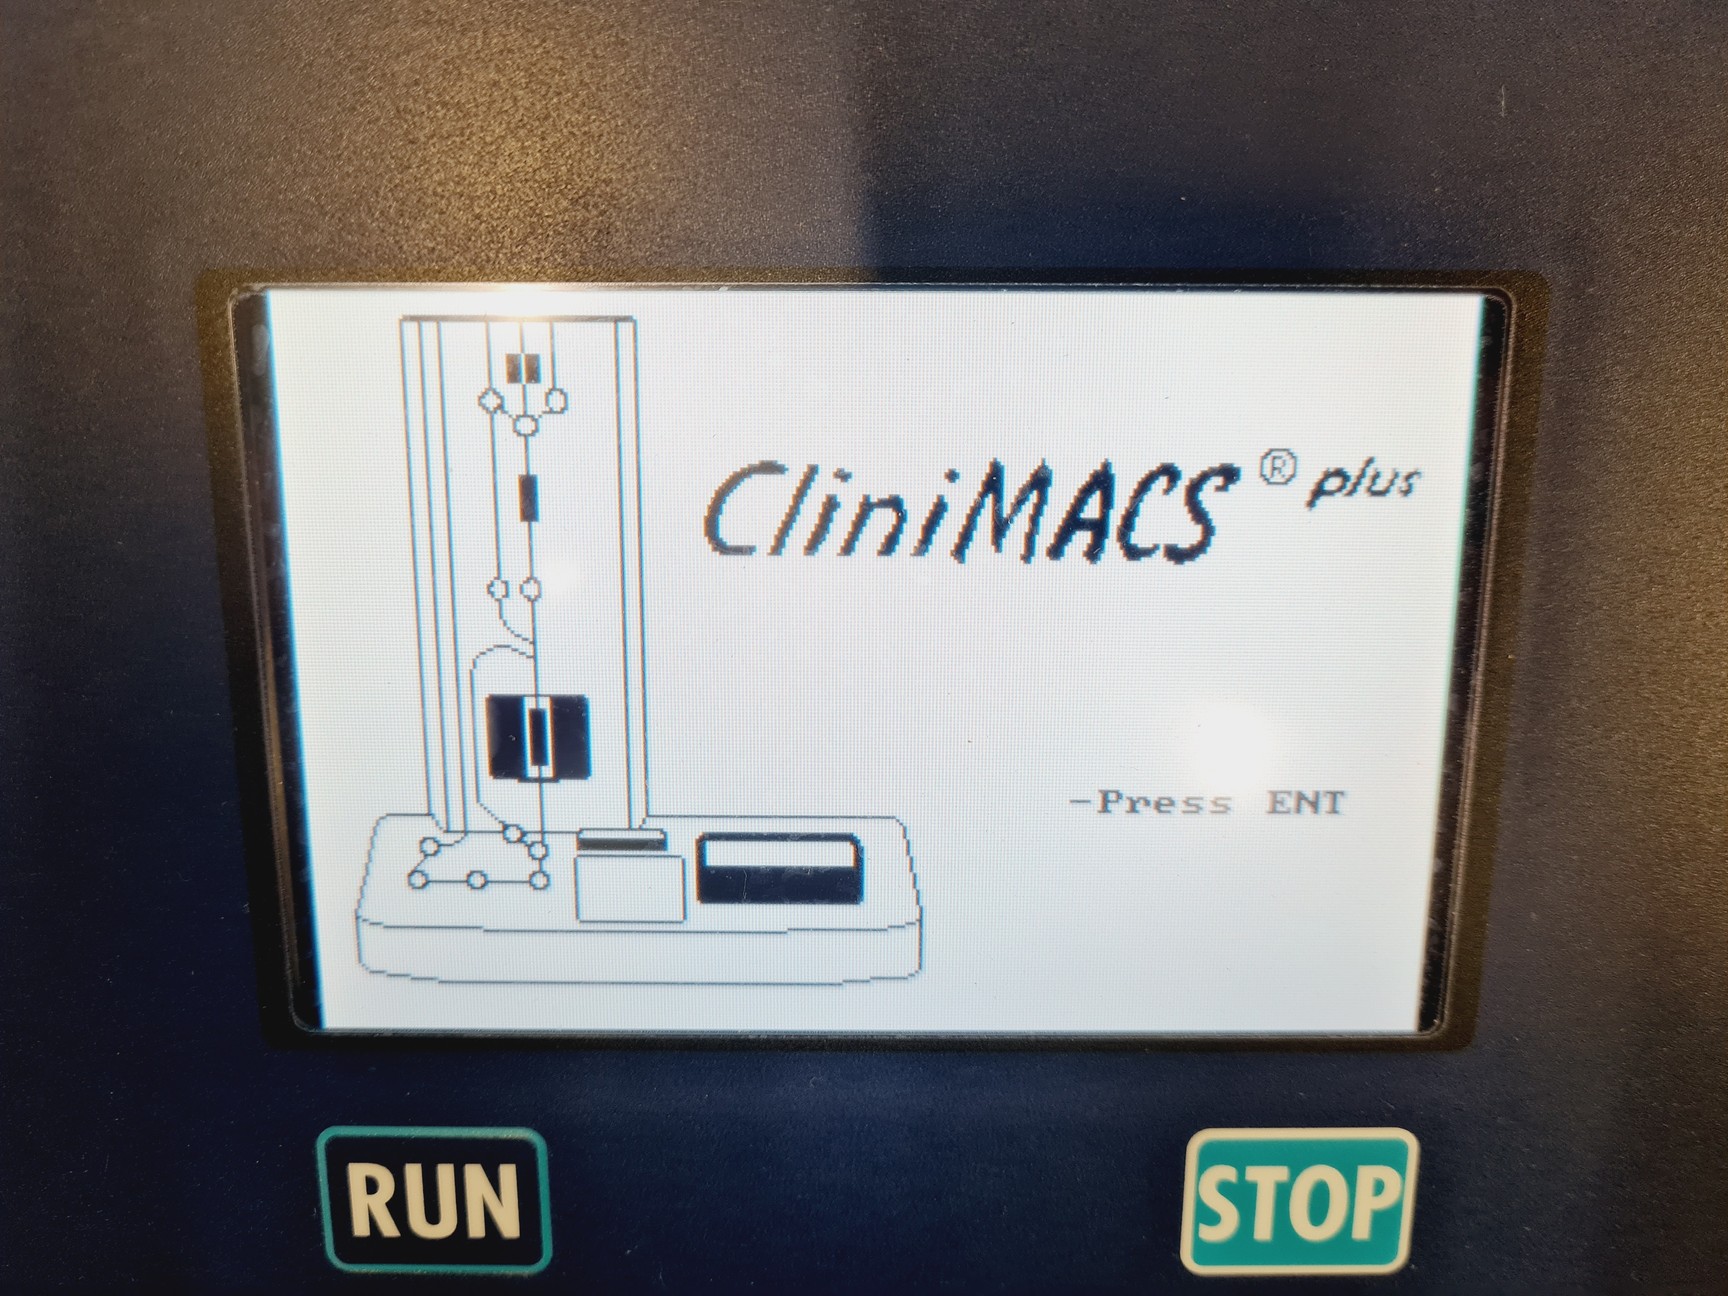 CliniMACS® plus
-Press ENT
RUN
STOP